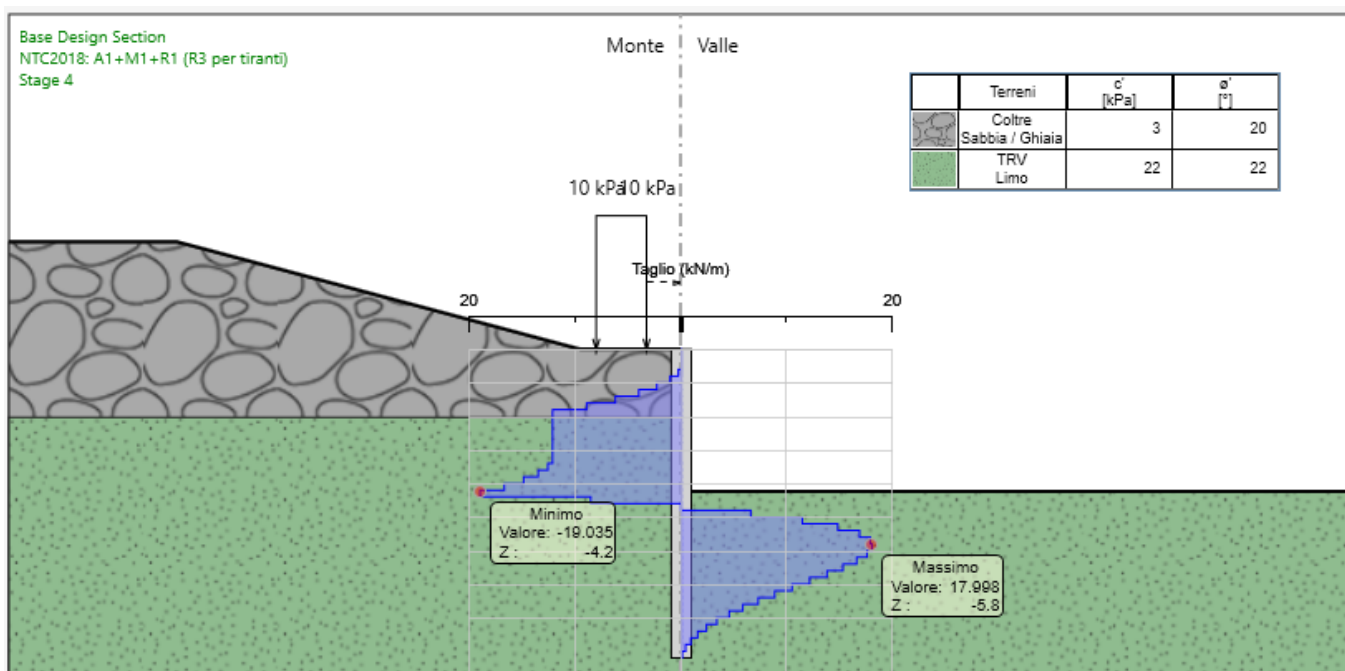 Base Design Section
NTC2018: A1+M1+R1 (R3 per tiranti)
Stage 4
Monte
Valle
Terreni
c'
[kPa]
ø'
[°]
Coltre
Sabbia / Ghiaia
3
20
TRV
Limo
22
22
10 kPa
10 kPa
Taglio (kN/m)
20
20
Minimo
Valore: -19.035
Z : -4.2
Massimo
Valore: 17.998
Z : -5.8